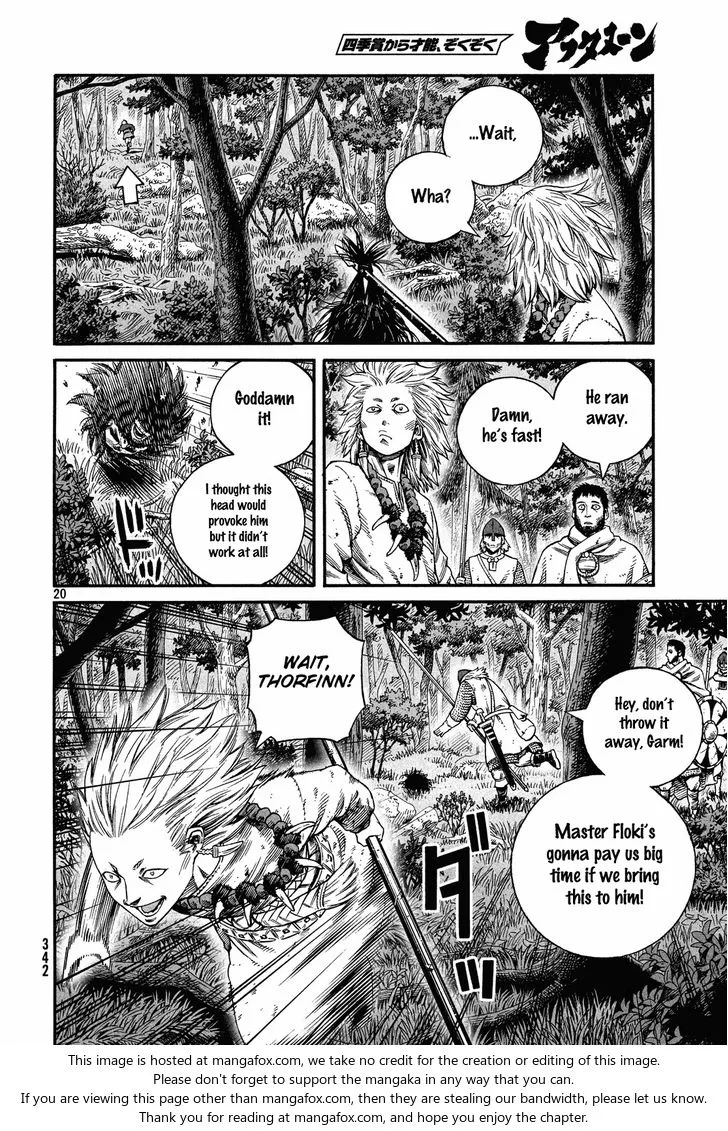 四季賞から才能、ぞくぞく
アフタヌーン
...Wait,
Wha?
He ran
away.
Damn,
he's fast!
Goddamn
it!
I thought this
head would
provoke him
but it didn't
work at all!
ドッ
20
WAIT,
THORFINN!
Hey, don't
throw it
away, Garm!
Master Floki's
gonna pay us big
time if we bring
this to him!
ダッ
342
This image is hosted at mangafox.com, we take no credit for the creation or editing of this image.
Please don't forget to support the mangaka in any way that you can.
If you are viewing this page other than mangafox.com, then they are stealing our bandwidth, please let us know.
Thank you for reading at mangafox.com, and hope you enjoy the chapter.